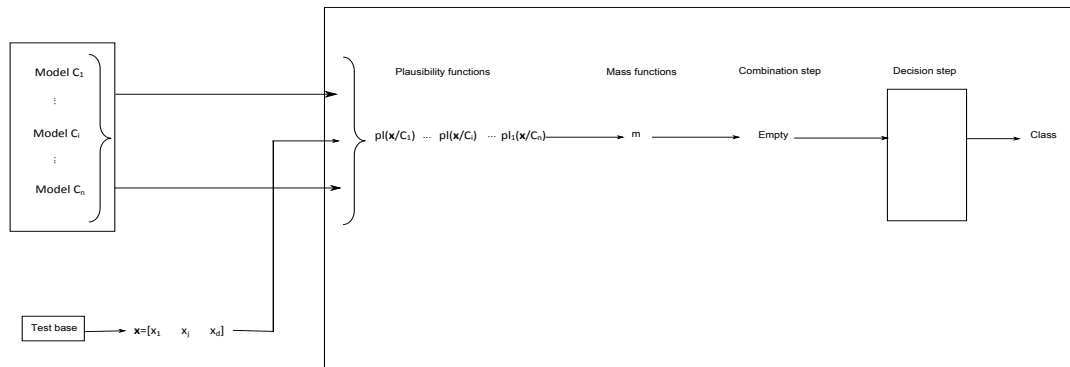 Model C₁
⋮
Model Cᵢ
⋮
Model Cₙ
Plausibility functions
Mass functions
Combination step
Decision step
pl(x/C₁) ... pl(x/Cᵢ) ... pl₁(x/Cₙ)
m
Empty
Class
Test base
x=[x₁ xⱼ x_d]